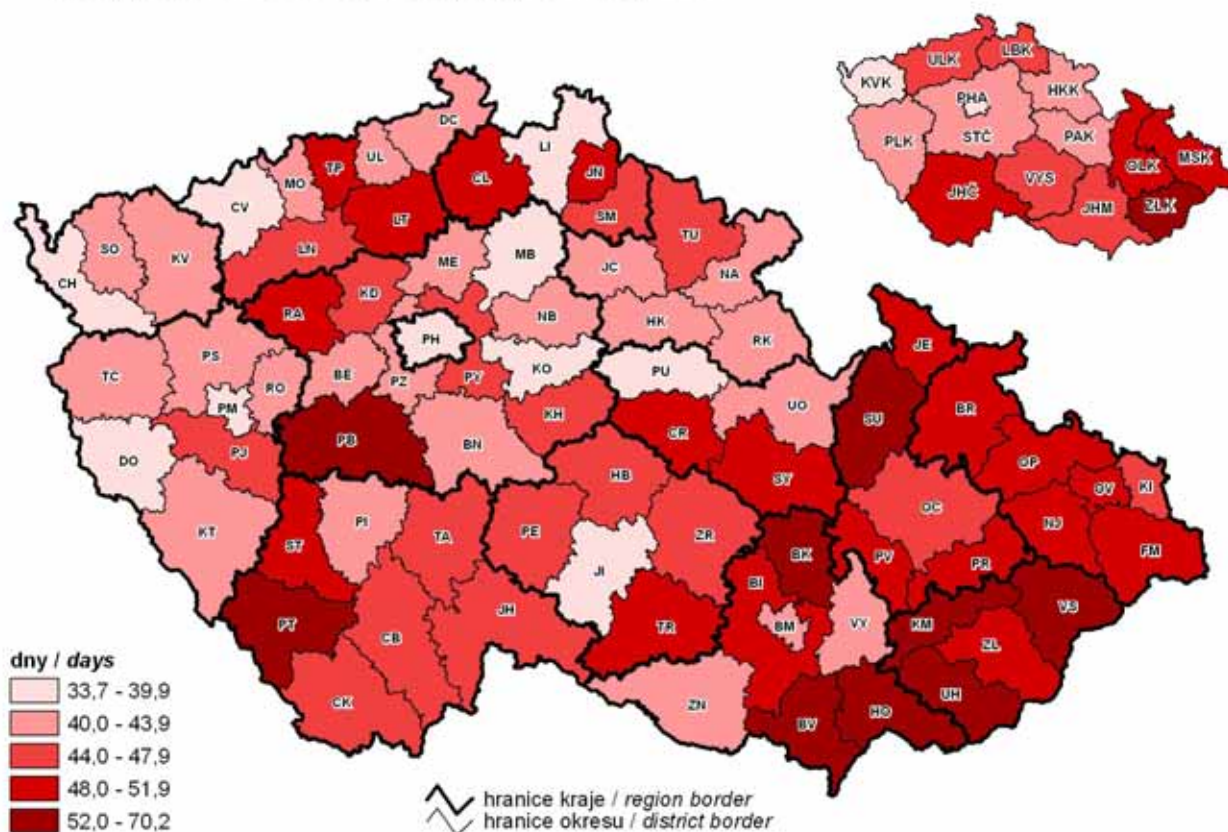 ULK
LBK
KVK
PHA
HKK
STČ
PLK
PAK
OLK
MSK
JHČ
VYS
JHM
ZLK
DC
LI
UL
TP
MO
CL
JN
CV
LT
SM
TU
SO
KV
LN
ME
MB
JC
NA
CH
RA
KD
NB
HK
RK
PH
TC
PS
RO
BE
PZ
PY
KO
PU
JE
PM
KH
UO
SU
BR
DO
PJ
PB
BN
CR
SY
OP
HB
OV
KI
KT
ST
PI
TA
PE
ZR
OC
NJ
FM
JI
BK
PV
PR
BI
PT
CB
JH
TR
BM
VY
KM
VS
ZL
CK
ZN
BV
HO
UH
dny / days
33,7 - 39,9
40,0 - 43,9
44,0 - 47,9
48,0 - 51,9
52,0 - 70,2
hranice kraje / region border
hranice okresu / district border